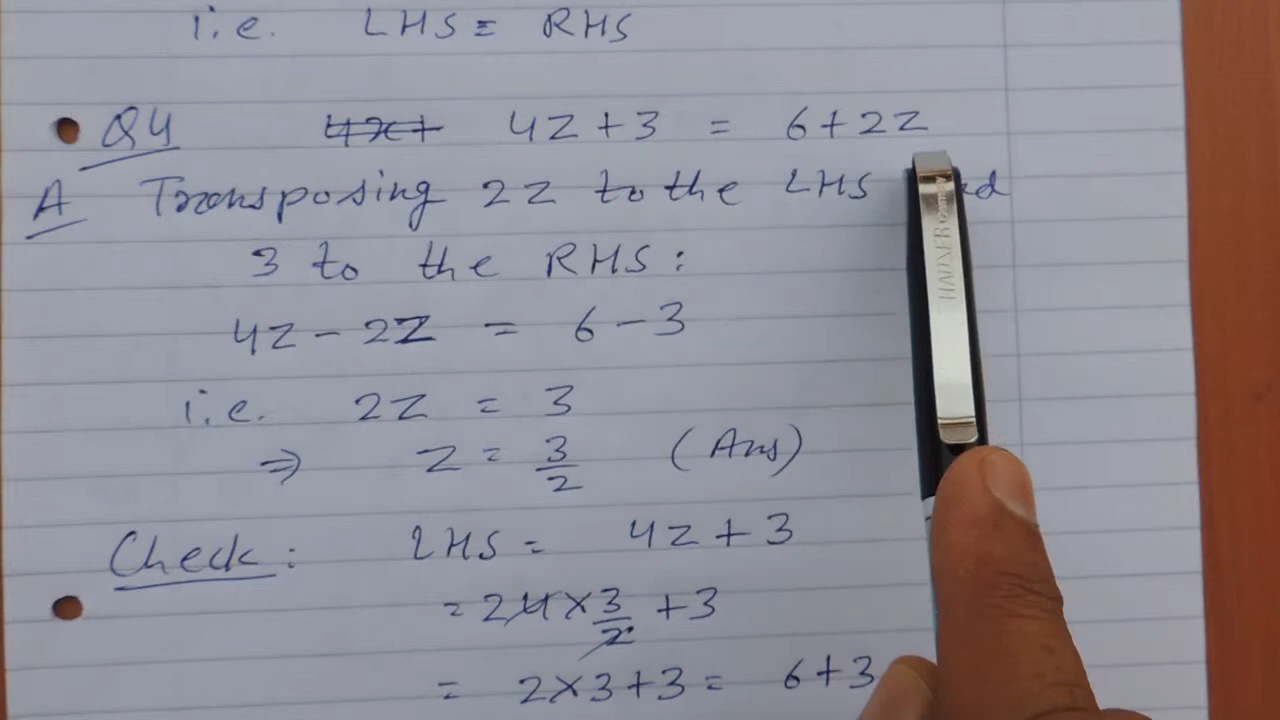 i.e. LHS = RHS
Q4 4x+ 4z+3 = 6+2z
A Transposing 2z to the LHS
3 to the RHS:
4z - 2z = 6 - 3
i.e. 2z = 3
⇒ z = 3/2 (Ans)
Check: LHS = 4z + 3
= 2 4 × 3/2 + 3
= 2×3+3 = 6+3
HAUSER